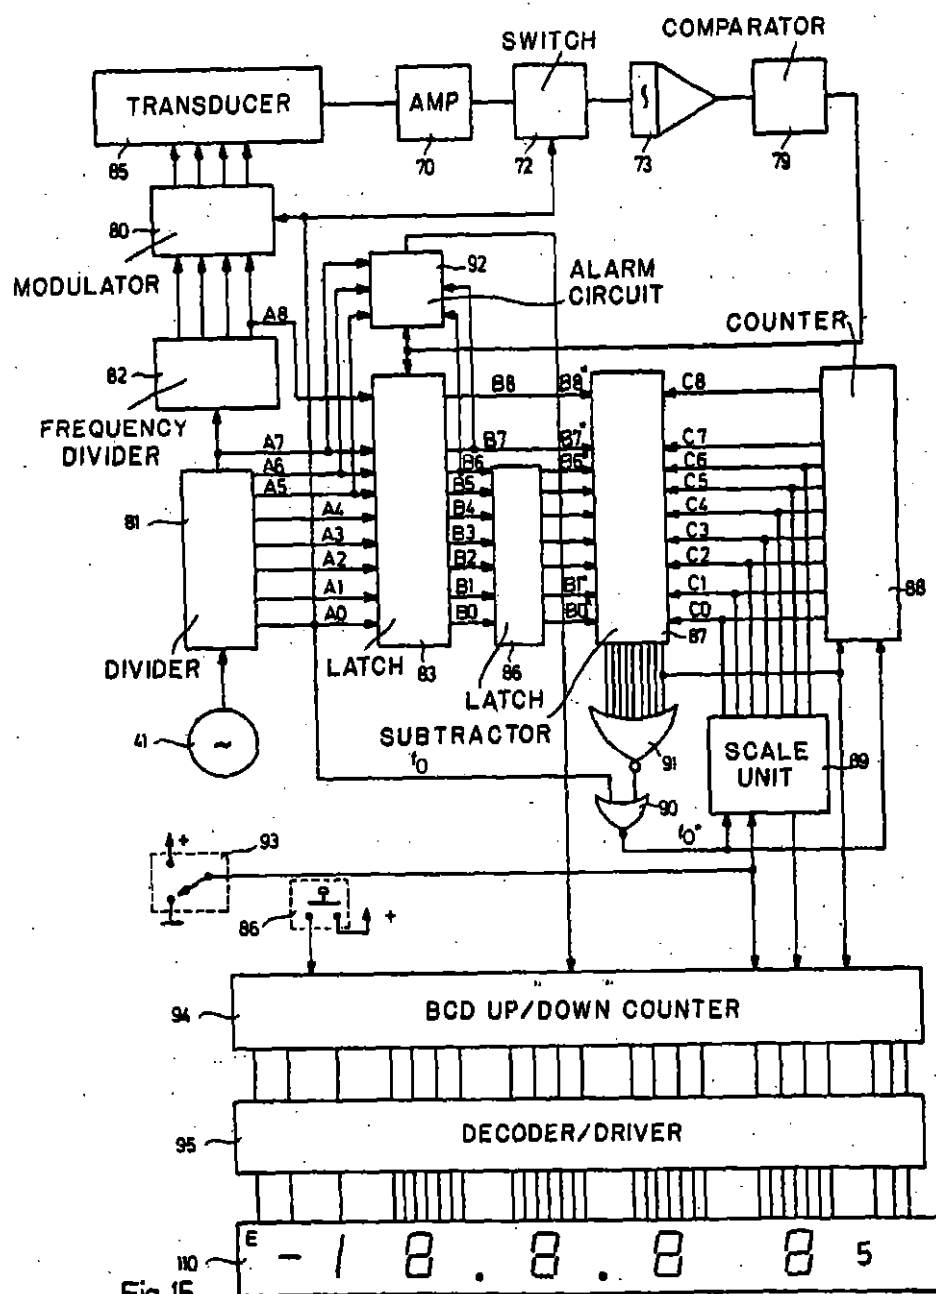 COMPARATOR
SWITCH
TRANSDUCER
AMP
∫
85
70
72
73
79
80
MODULATOR
92
ALARM
CIRCUIT
COUNTER
A8
82
FREQUENCY
DIVIDER
B8
B8*
C8
A7
B7
B7*
C7
A6
B6
B6*
C6
A5
B5
C5
81
A4
B4
C4
A3
B3
C3
A2
B2
C2
A1
B1
B1*
C1
88
A0
B0
B0*
C0
DIVIDER
LATCH
83
86
87
LATCH
SUBTRACTOR
41
~
f0
91
SCALE
UNIT
89
90
f0*
+
93
86
+
94
BCD UP/DOWN COUNTER
95
DECODER/DRIVER
110
E
- 1 8 . 8 . 8 8 5
Fig. 15